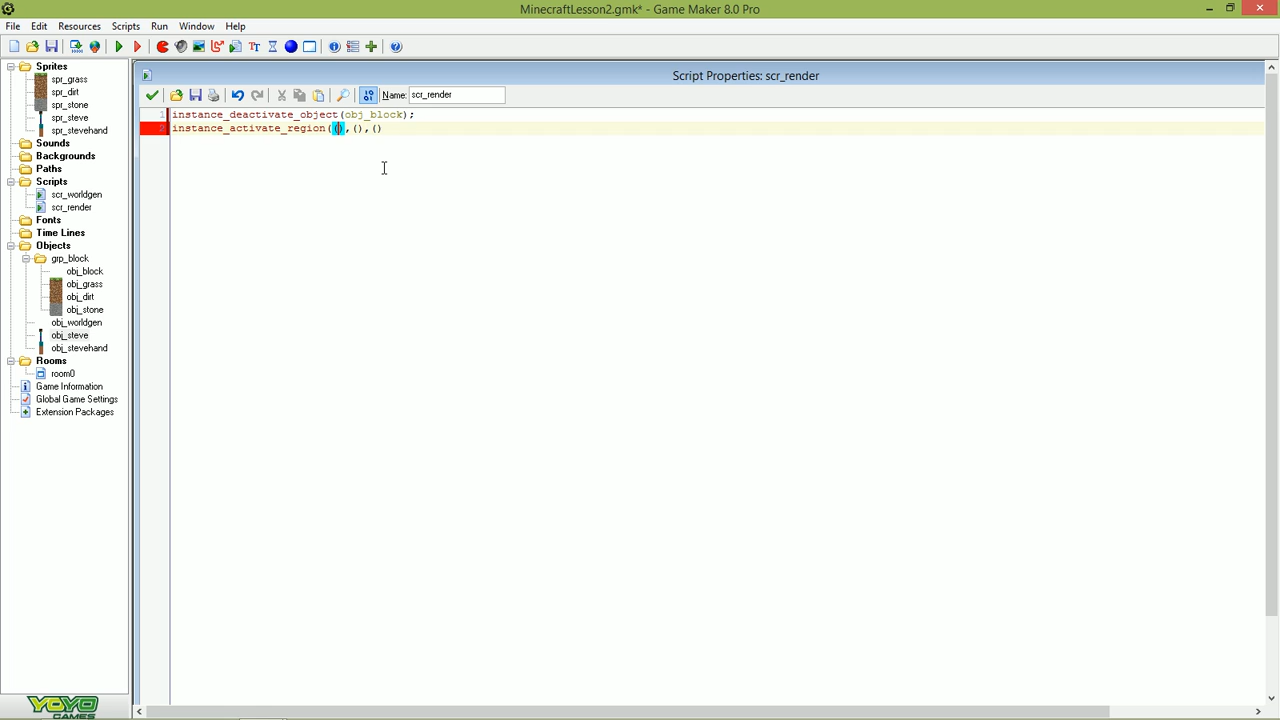 MinecraftLesson2.gmk* - Game Maker 8.0 Pro
File Edit Resources Scripts Run Window Help
Sprites
spr_grass
spr_dirt
spr_stone
spr_steve
spr_stevehand
Sounds
Backgrounds
Paths
Scripts
scr_worldgen
scr_render
Fonts
Time Lines
Objects
grp_block
obj_block
obj_grass
obj_dirt
obj_stone
obj_worldgen
obj_steve
obj_stevehand
Rooms
room0
Game Information
Global Game Settings
Extension Packages
YOYO
GAMES
Script Properties: scr_render
Name: scr_render
1 instance_deactivate_object(obj_block);
2 instance_activate_region((),(),()